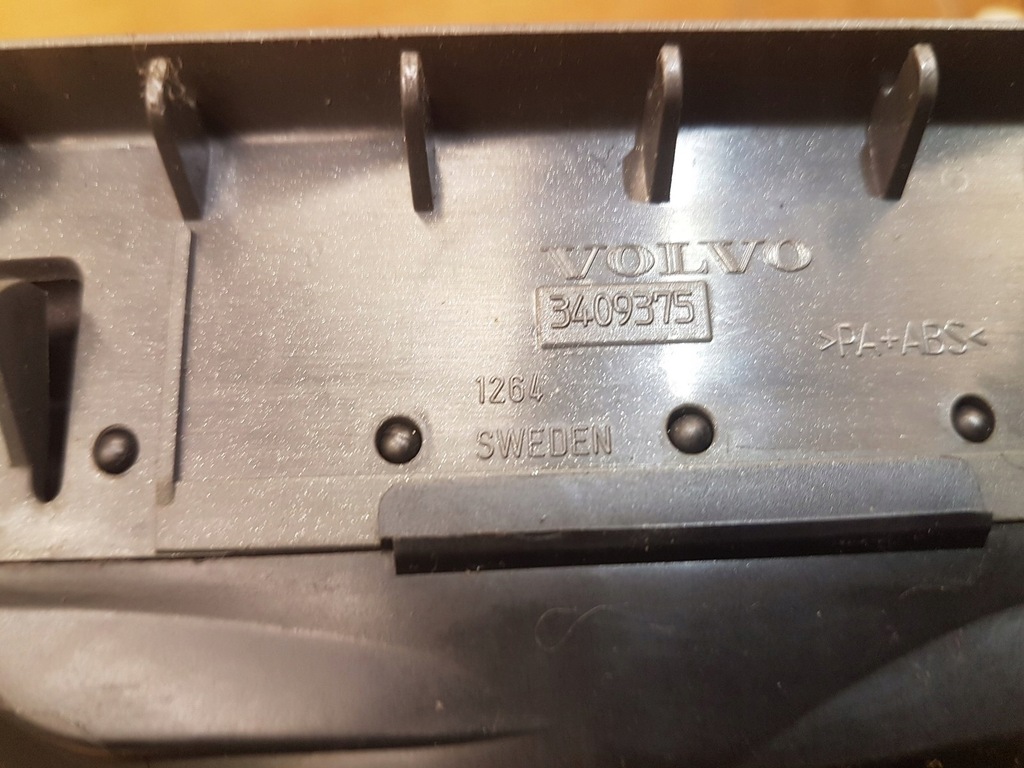 VOLVO
3409375
>PA+ABS<
1264
SWEDEN